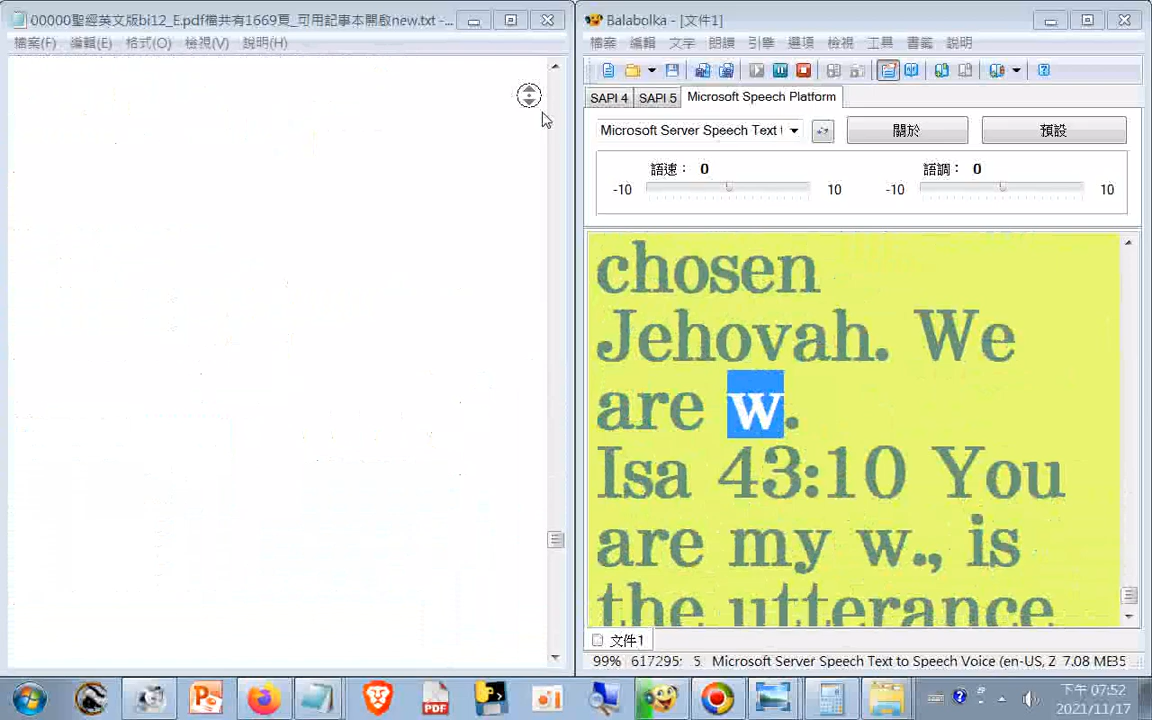 00000聖經英文版bi12_E.pdf檔共有1669頁_可用記事本開啟new.txt -...
檔案(F) 編輯(E) 格式(O) 檢視(V) 說明(H)
Balabolka - [文件1]
檔案 編輯 文字 朗讀 引擎 選項 檢視 工具 書籤 說明
SAPI 4 SAPI 5 Microsoft Speech Platform
Microsoft Server Speech Text 關於 預設
語速： 0 語調： 0
-10 10 -10 10
chosen
Jehovah. We
are w.
Isa 43:10 You
are my w., is
the utterance
文件1
99% 617295: 5 Microsoft Server Speech Text to Speech Voice (en-US, Z 7.08 MB
PDF
下午 07:52
2021/11/17